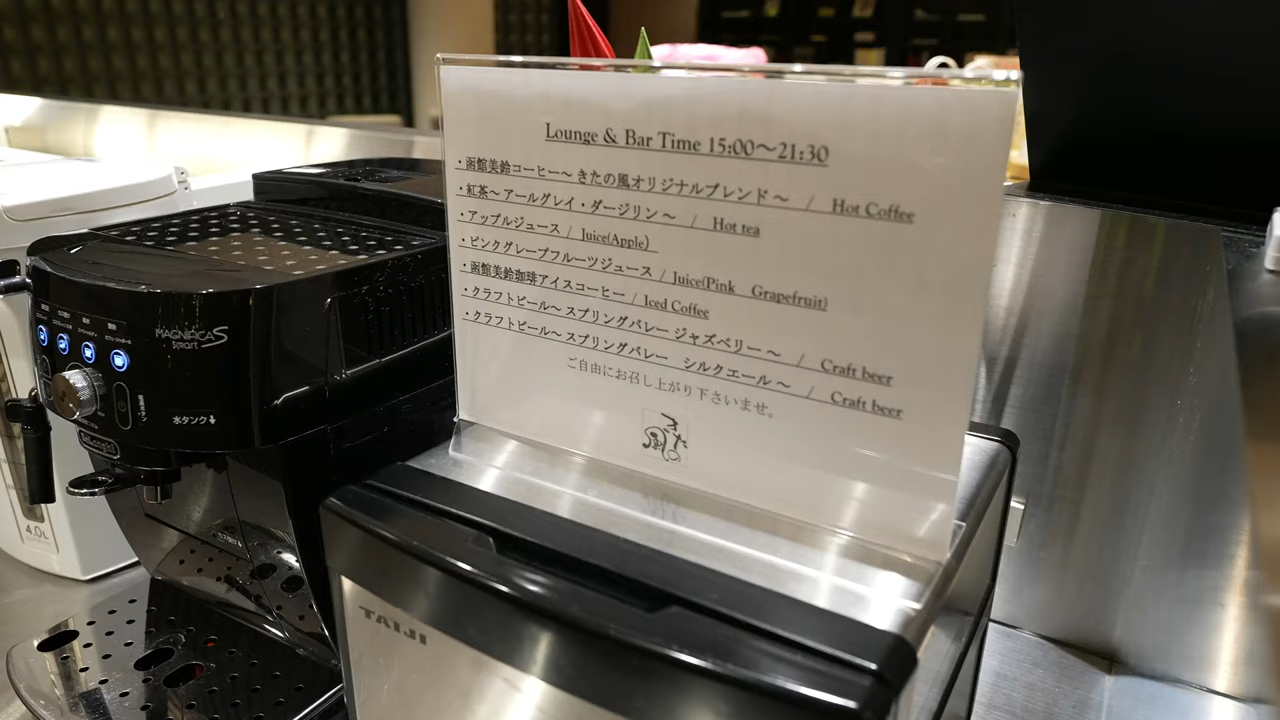 Lounge & Bar Time 15:00～21:30
・函館美鈴コーヒー～ きたの風オリジナルブレンド ～ / Hot Coffee
・紅茶～ アールグレイ・ダージリン ～ / Hot tea
・アップルジュース / Juice(Apple)
・ピンクグレープフルーツジュース / Juice(Pink Grapefruit)
・函館美鈴珈琲アイスコーヒー / Iced Coffee
・クラフトビール～ スプリングバレー ジャズベリー ～ / Craft beer
・クラフトビール～ スプリングバレー シルクエール ～ / Craft beer
ご自由にお召し上がり下さいませ。
きたの風
MAGNIFICA S
smart
水タンク↓
DeLonghi
4.0L
TAIJI